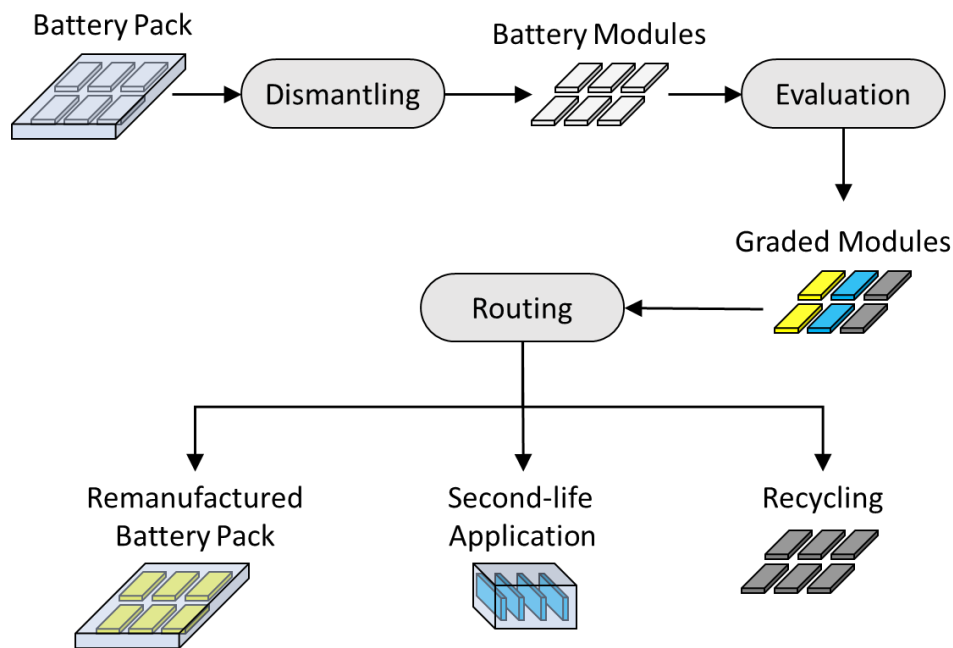 Battery Pack
Battery Modules
Dismantling
Evaluation
Graded Modules
Routing
Remanufactured
Battery Pack
Second-life
Application
Recycling